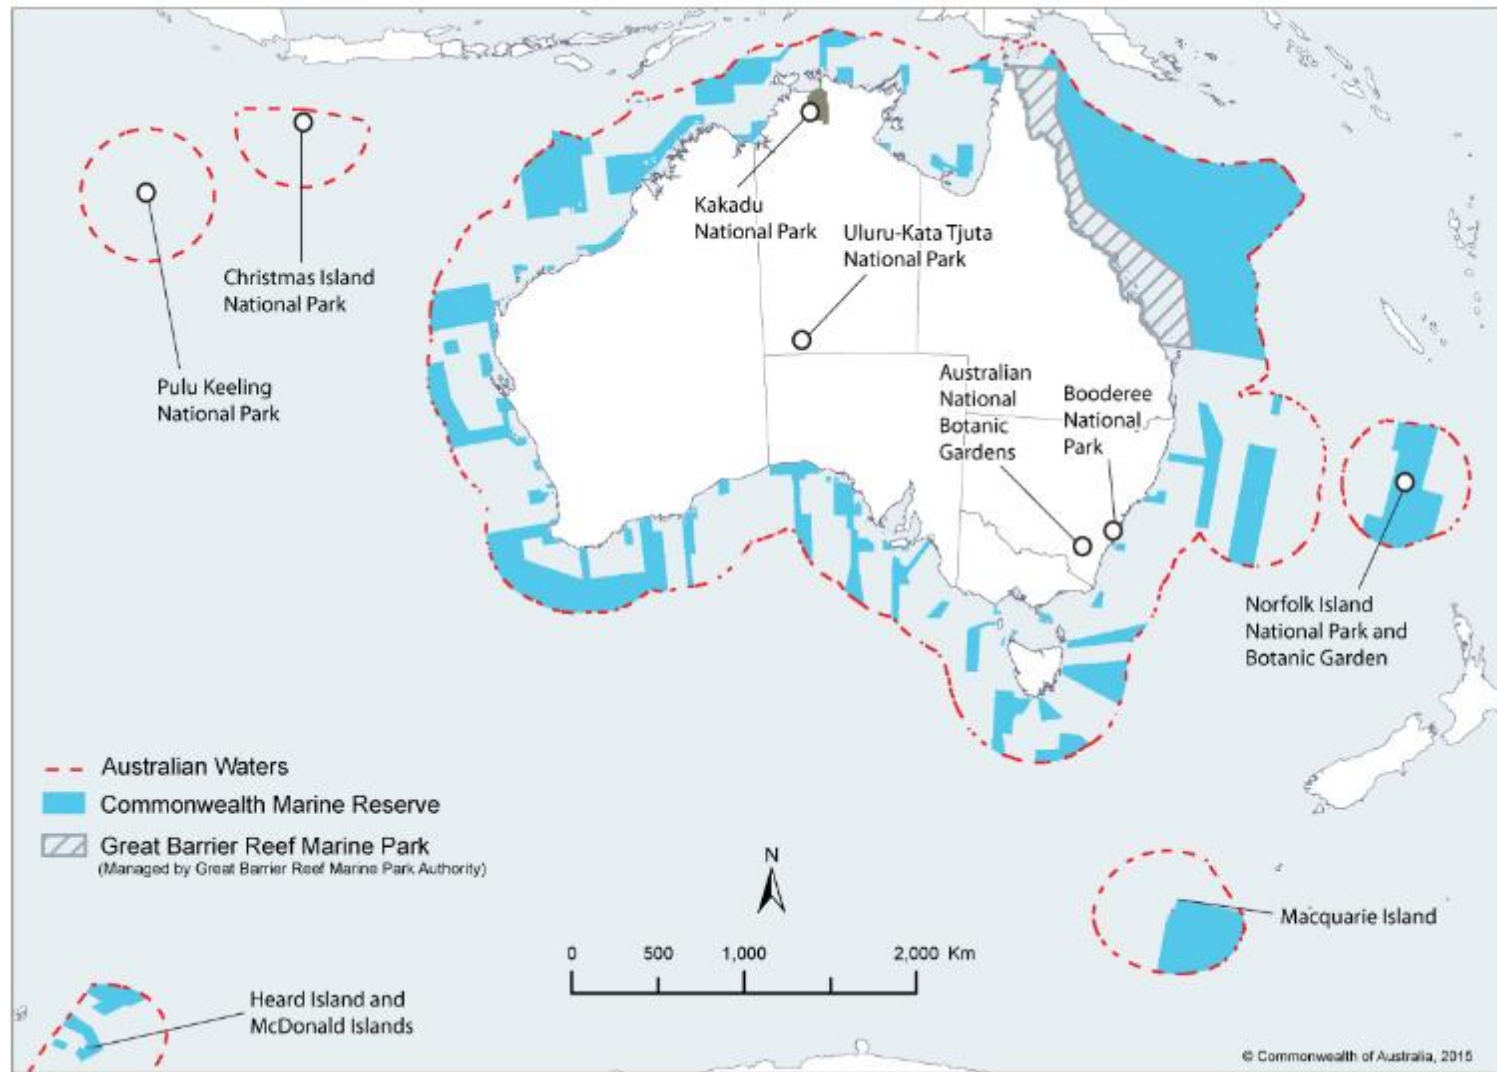 Kakadu
National Park
Uluru-Kata Tjuta
National Park
Christmas Island
National Park
Pulu Keeling
National Park
Australian
National
Botanic
Gardens
Booderee
National
Park
Norfolk Island
National Park and
Botanic Garden
Australian Waters
Commonwealth Marine Reserve
Great Barrier Reef Marine Park
(Managed by Great Barrier Reef Marine Park Authority)
N
0 500 1,000 2,000 Km
Macquarie Island
Heard Island and
McDonald Islands
© Commonwealth of Australia, 2015